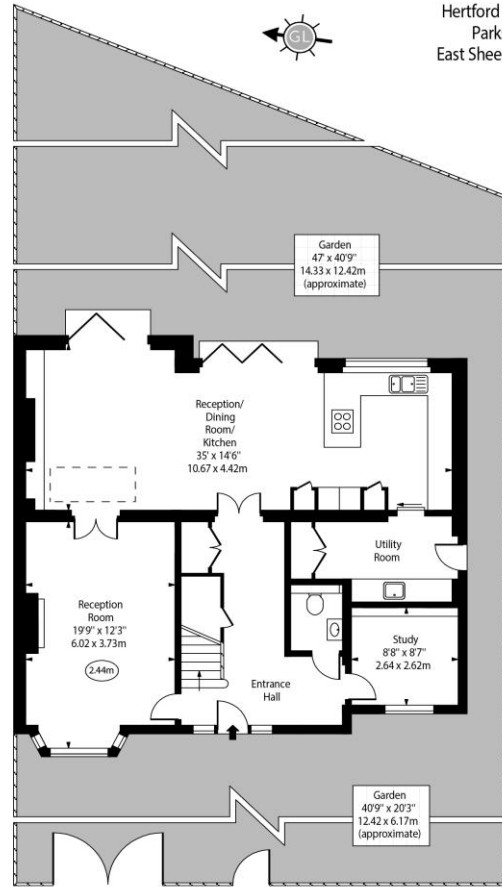 Hertford
Park
East Shee
GL
Garden
47' x 40'9"
14.33 x 12.42m
(approximate)
Reception/
Dining
Room/
Kitchen
35' x 14'6"
10.67 x 4.42m
Utility
Room
Reception
Room
19'9" x 12'3"
6.02 x 3.73m
2.44m
Study
8'8" x 8'7"
2.64 x 2.62m
Entrance
Hall
Garden
40'9" x 20'3"
12.42 x 6.17m
(approximate)